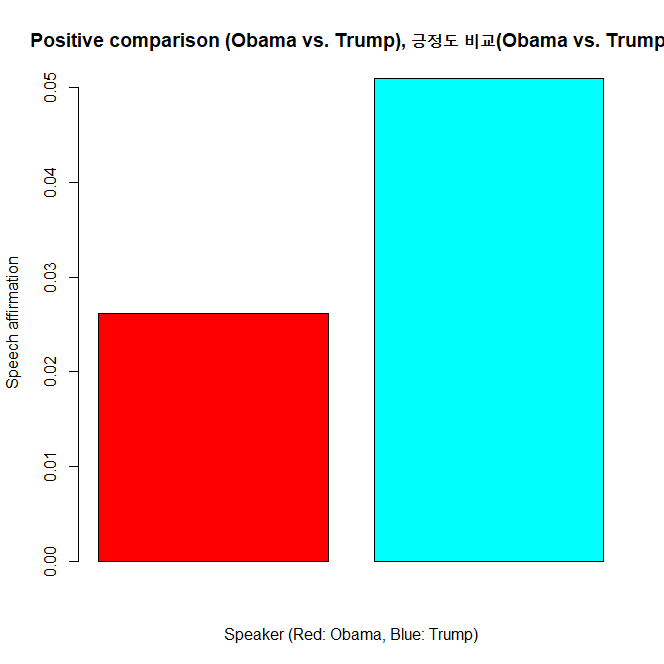 Positive comparison (Obama vs. Trump), 긍정도 비교(Obama vs. Trump
0.05
0.04
0.03
0.02
0.01
0.00
Speech affirmation
Speaker (Red: Obama, Blue: Trump)